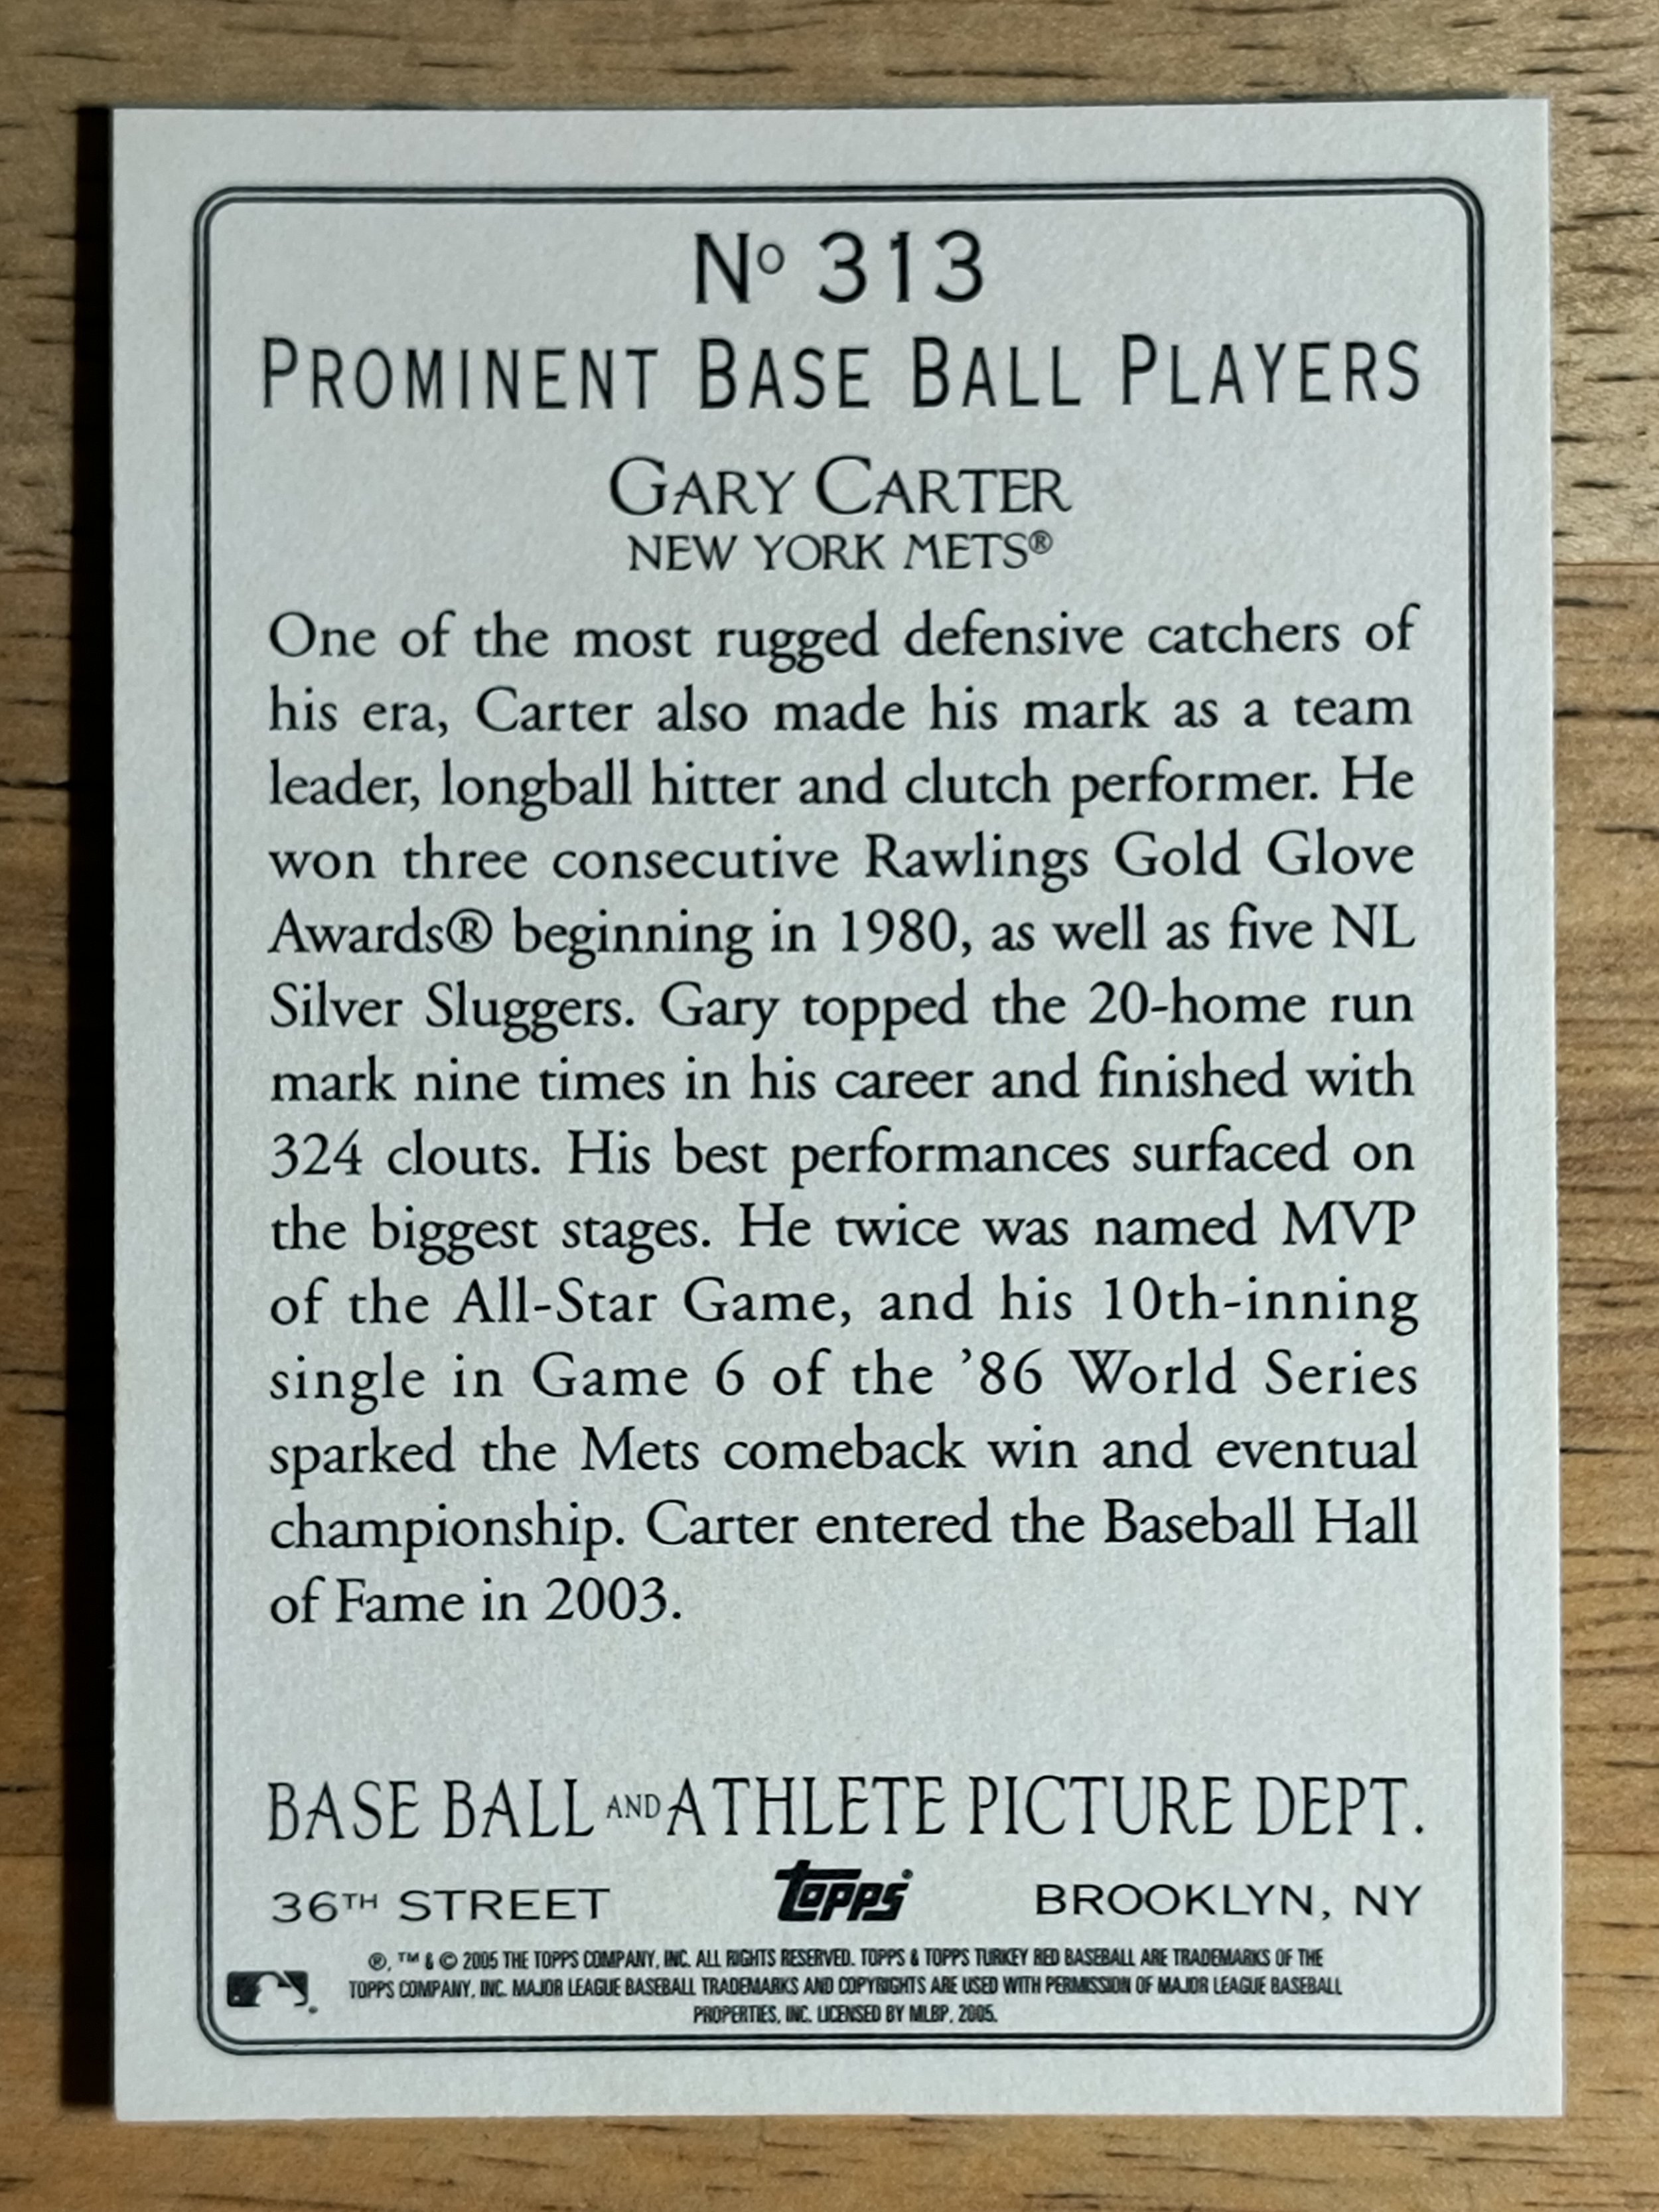 Nº 313
PROMINENT BASE BALL PLAYERS
GARY CARTER
NEW YORK METS®
One of the most rugged defensive catchers of
his era, Carter also made his mark as a team
leader, longball hitter and clutch performer. He
won three consecutive Rawlings Gold Glove
Awards® beginning in 1980, as well as five NL
Silver Sluggers. Gary topped the 20-home run
mark nine times in his career and finished with
324 clouts. His best performances surfaced on
the biggest stages. He twice was named MVP
of the All-Star Game, and his 10th-inning
single in Game 6 of the ’86 World Series
sparked the Mets comeback win and eventual
championship. Carter entered the Baseball Hall
of Fame in 2003.
BASE BALL AND ATHLETE PICTURE DEPT.
36TH STREET topps BROOKLYN, NY
®, ™ & © 2005 THE TOPPS COMPANY, INC. ALL RIGHTS RESERVED. TOPPS & TOPPS TURKEY RED BASEBALL ARE TRADEMARKS OF THE
TOPPS COMPANY, INC. MAJOR LEAGUE BASEBALL TRADEMARKS AND COPYRIGHTS ARE USED WITH PERMISSION OF MAJOR LEAGUE BASEBALL
PROPERTIES, INC. LICENSED BY MLBP, 2005.